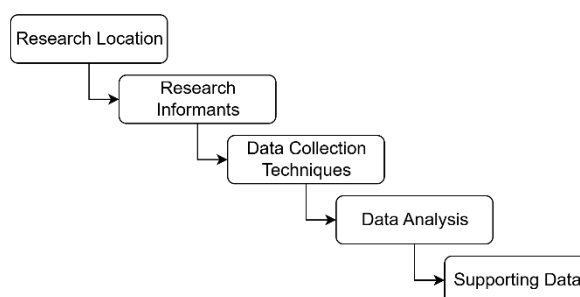 Research Location
Research
Informants
Data Collection
Techniques
Data Analysis
Supporting Data